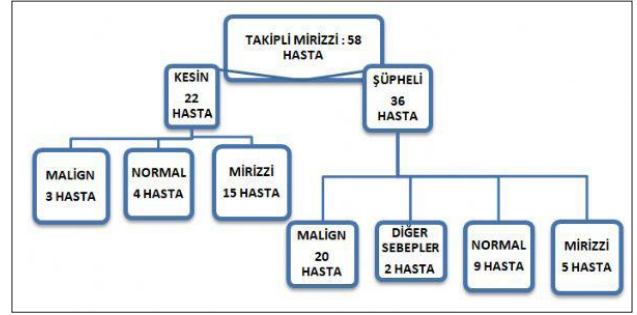 TAKİPLİ MİRİZZİ : 58
HASTA
KESİN
22
HASTA
ŞÜPHELİ
36
HASTA
MALİGN
3 HASTA
NORMAL
4 HASTA
MİRİZZİ
15 HASTA
MALİGN
20
HASTA
DİĞER
SEBEPLER
2 HASTA
NORMAL
9 HASTA
MİRİZZİ
5 HASTA